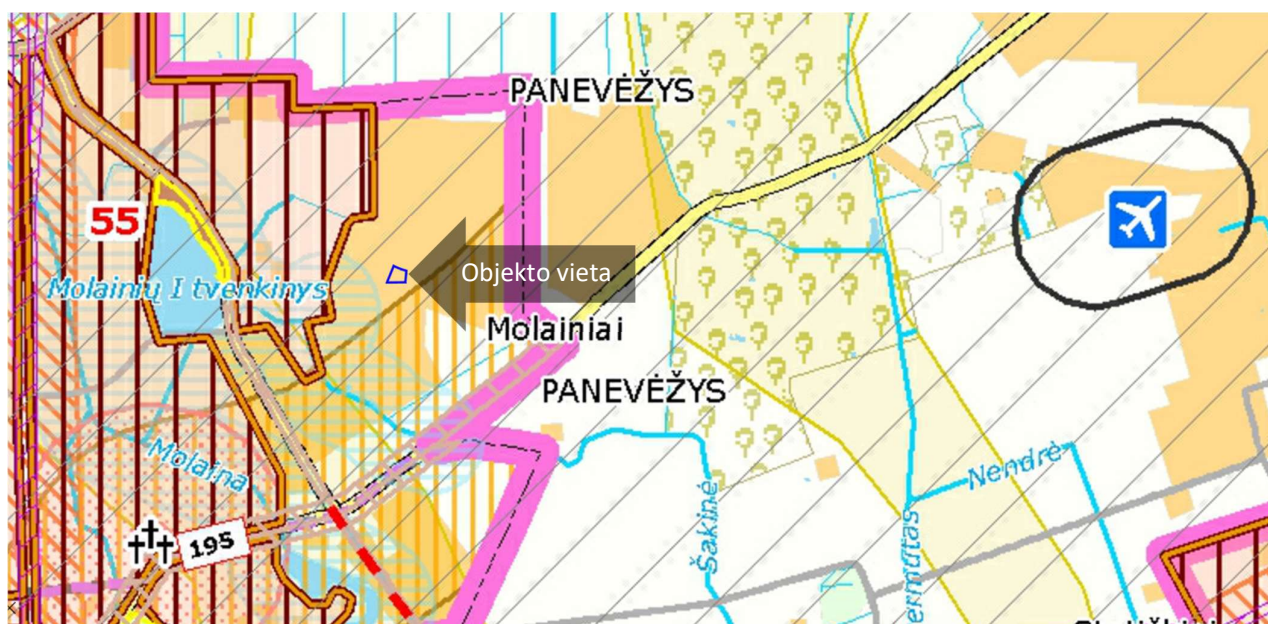 PANEVĖŽYS
55
Objekto vieta
Molainių I tvenkinys
Molainiai
PANEVĖŽYS
Molaina
Nendrė
Šakinė
195